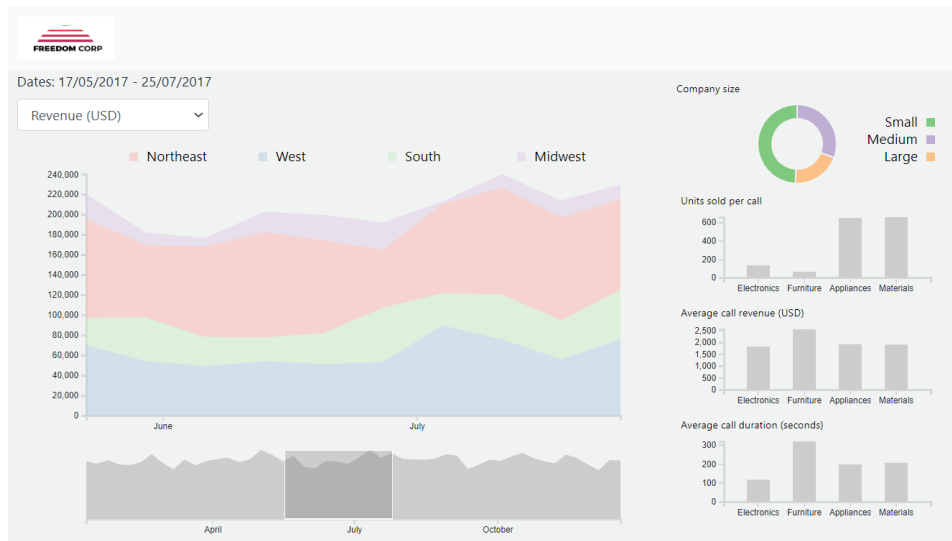 FREEDOM CORP
Dates: 17/05/2017 - 25/07/2017
Revenue (USD)
Northeast West South Midwest
240,000
220,000
200,000
180,000
160,000
140,000
120,000
100,000
80,000
60,000
40,000
20,000
0
June July
April July October
Company size
Small
Medium
Large
Units sold per call
600
400
200
0
Electronics Furniture Appliances Materials
Average call revenue (USD)
2,500
2,000
1,500
1,000
500
0
Electronics Furniture Appliances Materials
Average call duration (seconds)
300
200
100
0
Electronics Furniture Appliances Materials